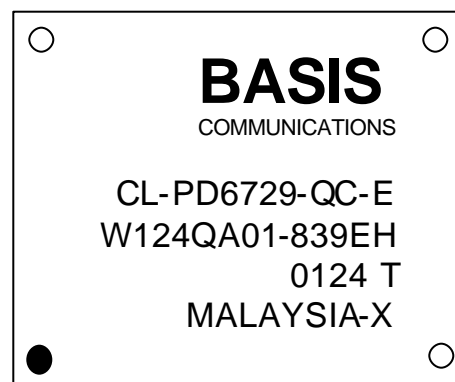 BASIS
COMMUNICATIONS
CL-PD6729-QC-E
W124QA01-839EH
0124 T
MALAYSIA-X